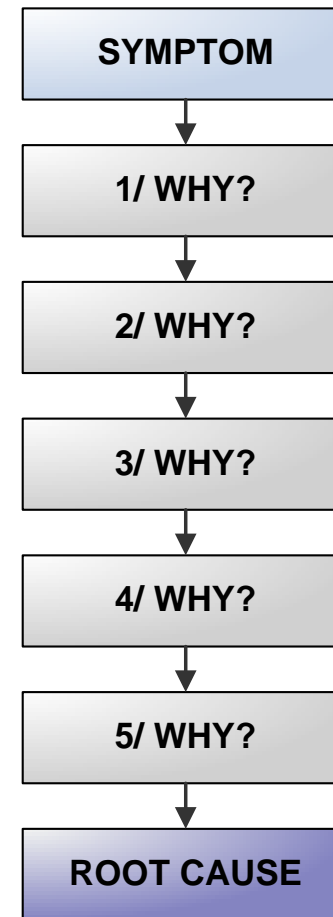 SYMPTOM
1/ WHY?
2/ WHY?
3/ WHY?
4/ WHY?
5/ WHY?
ROOT CAUSE